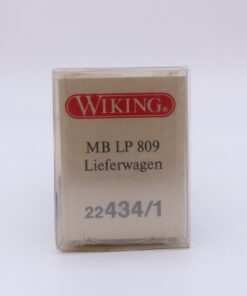 WIKING®
MB LP 809
Lieferwagen
22434/1